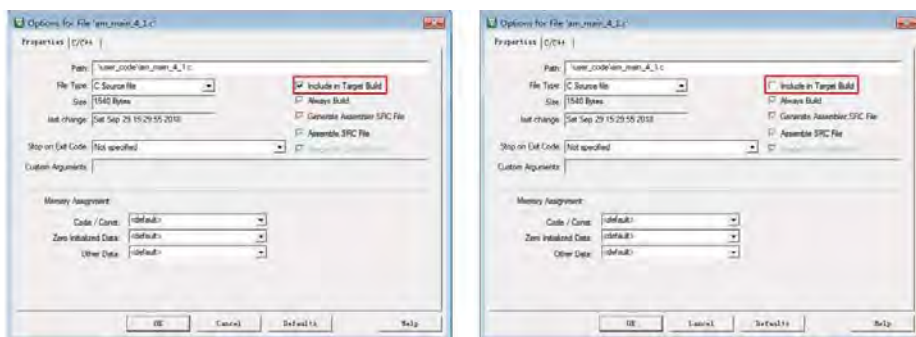 Options for File 'am_main_4_1.c'
Properties | C/C++ |
Path: .\user_code\am_main_4_1.c
File Type: C Source file
Include in Target Build
Size: 1540 Bytes
Always Build
last change: Sat Sep 29 15:29:55 2018
Generate Assembler SRC File
Assemble SRC File
Stop on Exit Code: Not specified
Custom Arguments:
Memory Assignment:
Code / Const: <default>
Zero Initialized Data: <default>
Other Data: <default>
OK Cancel Defaults Help
Options for File 'am_main_4_1.c'
Properties | C/C++ |
Path: .\user_code\am_main_4_1.c
File Type: C Source file
Include in Target Build
Size: 1540 Bytes
Always Build
last change: Sat Sep 29 15:29:55 2018
Generate Assembler SRC File
Assemble SRC File
Stop on Exit Code: Not specified
Custom Arguments:
Memory Assignment:
Code / Const: <default>
Zero Initialized Data: <default>
Other Data: <default>
OK Cancel Defaults Help